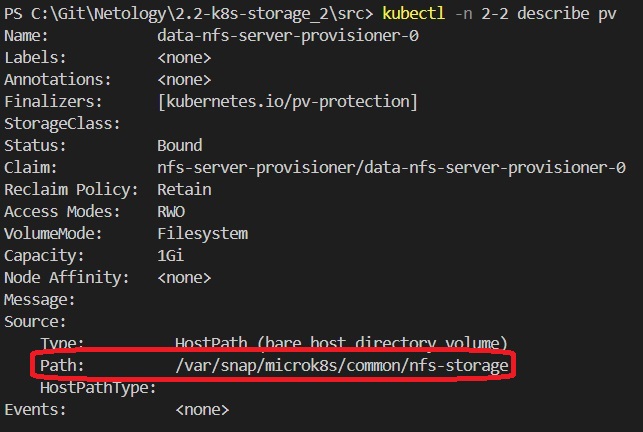 PS C:\Git\Netology\2.2-k8s-storage_2\src> kubectl -n 2-2 describe pv
Name:            data-nfs-server-provisioner-0
Labels:          <none>
Annotations:     <none>
Finalizers:      [kubernetes.io/pv-protection]
StorageClass:
Status:          Bound
Claim:           nfs-server-provisioner/data-nfs-server-provisioner-0
Reclaim Policy:  Retain
Access Modes:    RWO
VolumeMode:      Filesystem
Capacity:        1Gi
Node Affinity:   <none>
Message:
Source:
    Type:          HostPath (bare host directory volume)
    Path:          /var/snap/microk8s/common/nfs-storage
    HostPathType:
Events:            <none>